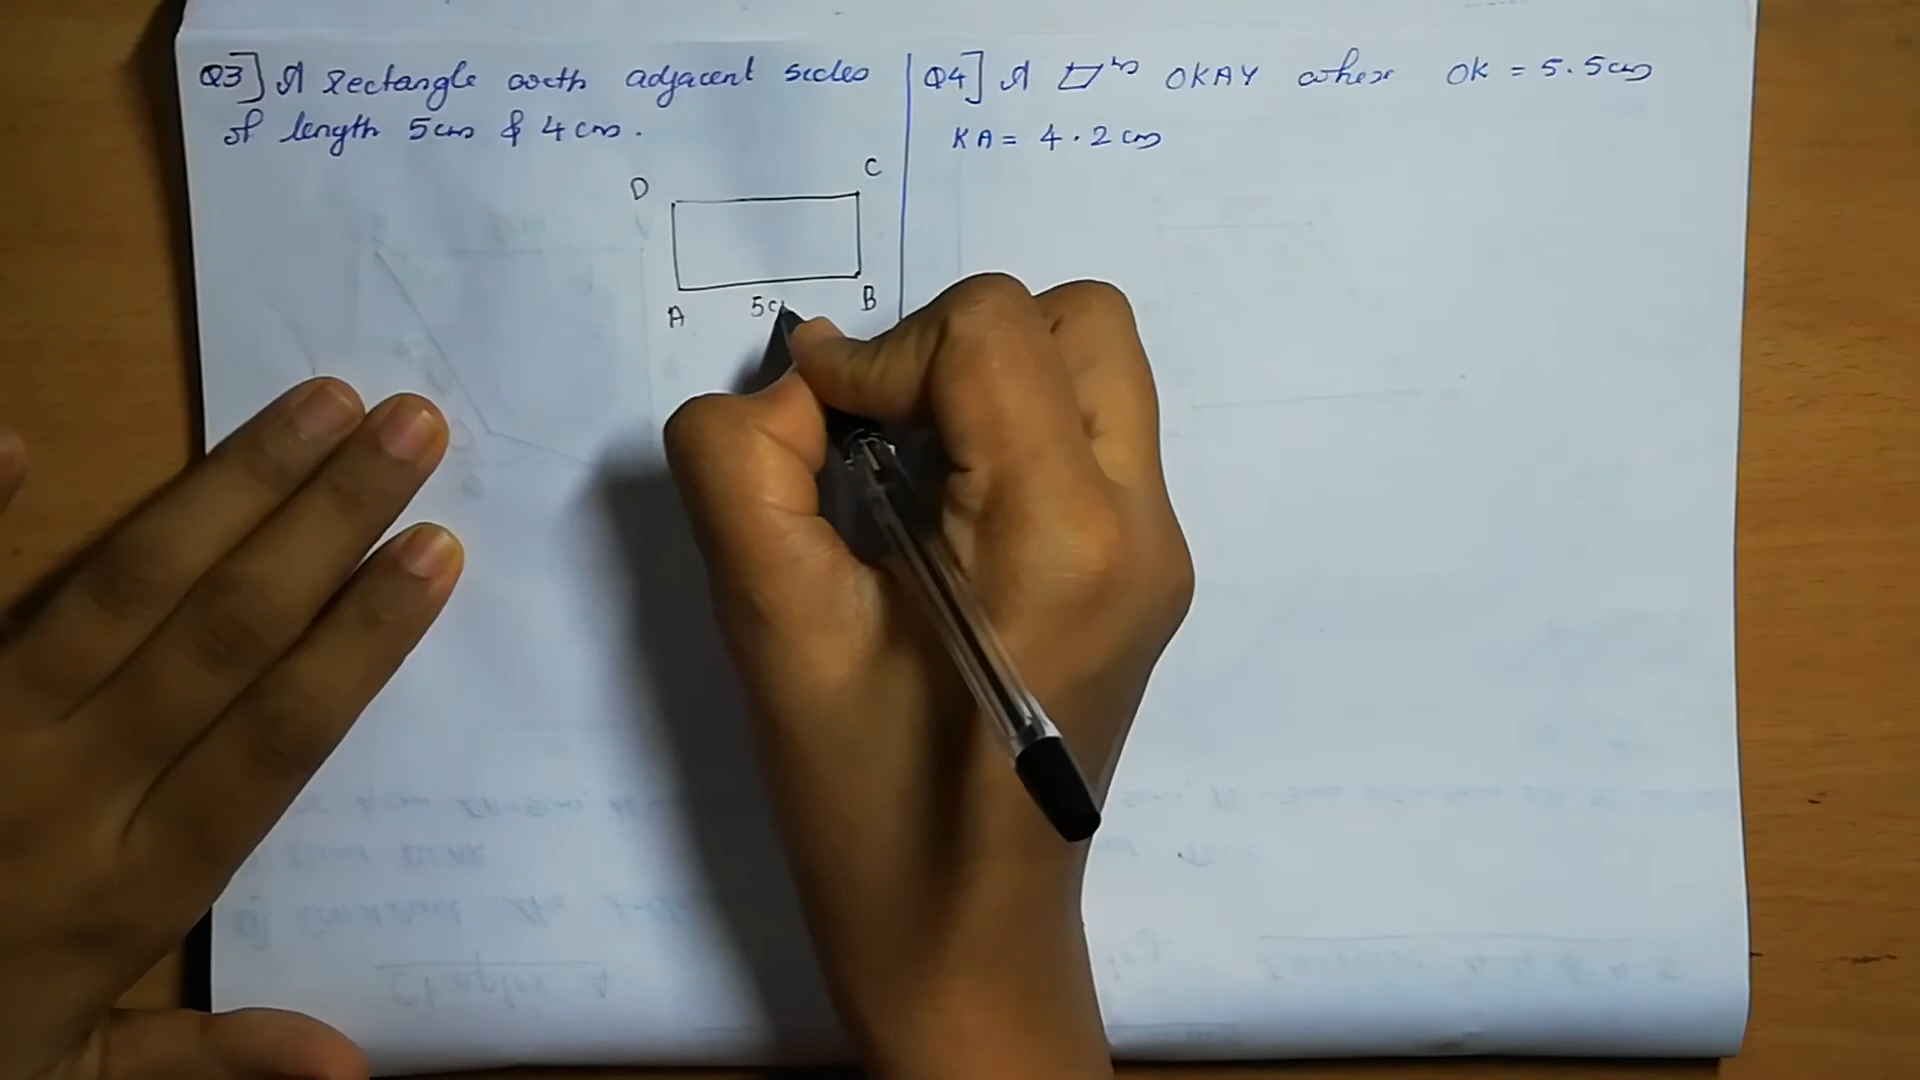 Q3] A rectangle with adjacent sides
of length 5cm & 4cm.
D
C
A
5c
B
Q4] A ▱m OKAY where OK = 5.5cm
KA = 4.2cm